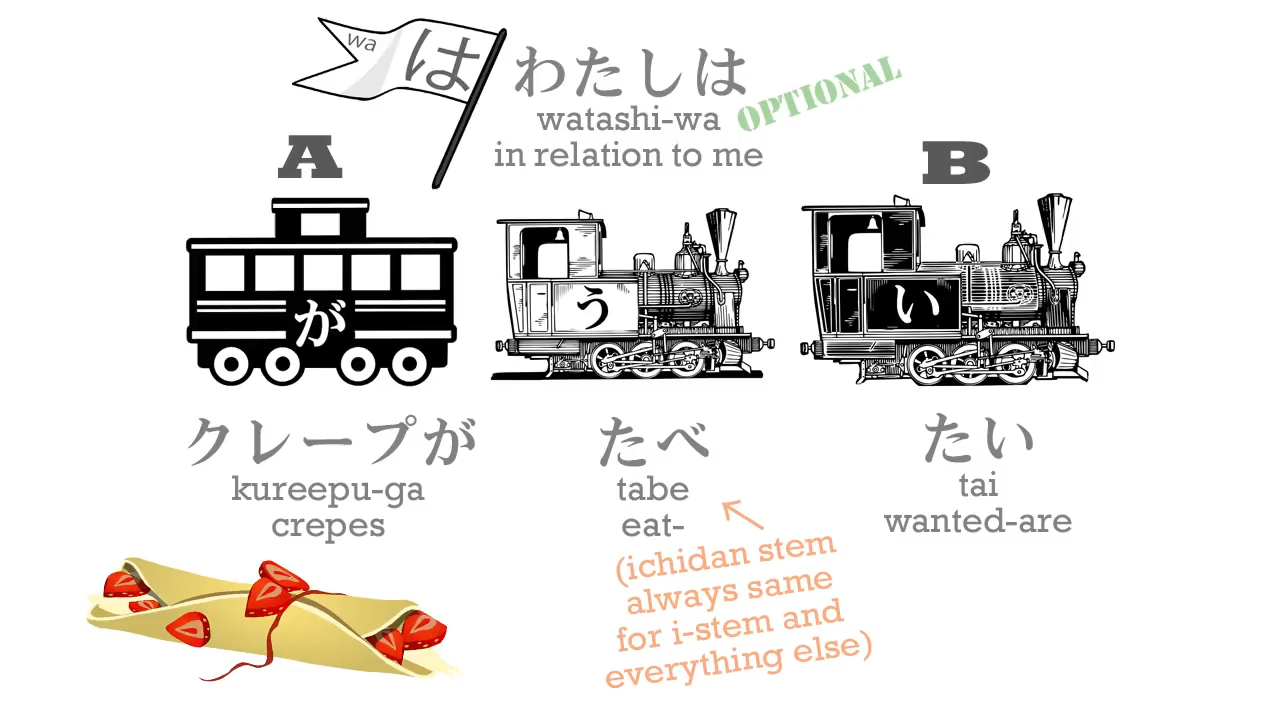 wa
は
わたしは
watashi-wa
in relation to me
OPTIONAL
A
B
が
う
い
クレープが
kureepu-ga
crepes
たべ
tabe
eat-
(ichidan stem
always same
for i-stem and
everything else)
たい
tai
wanted-are